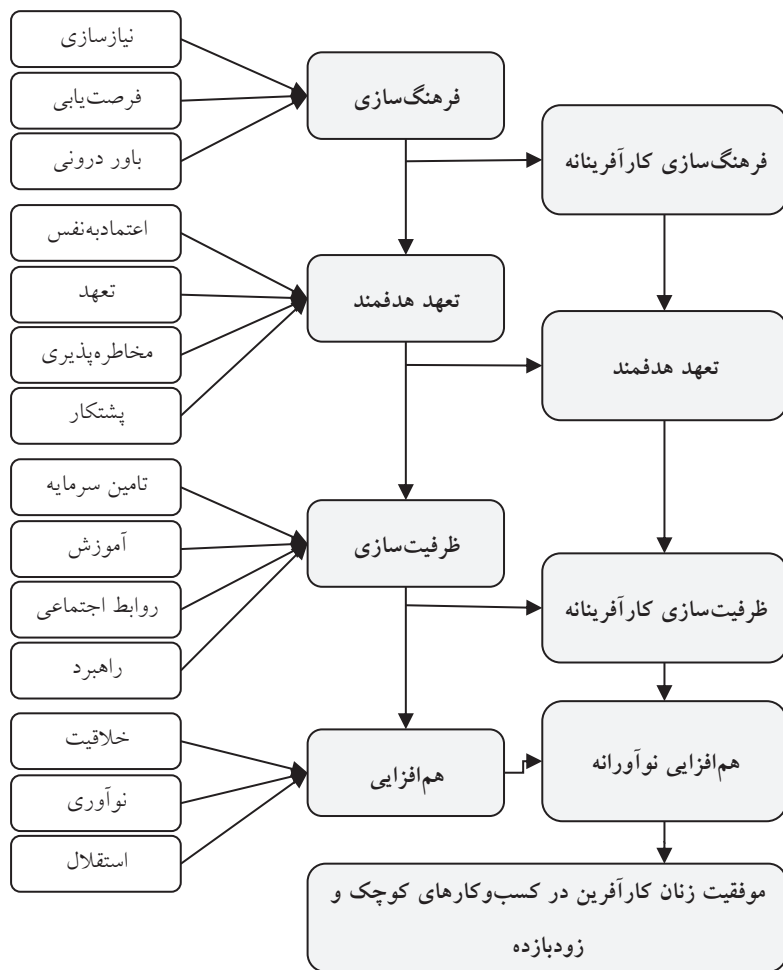 نیازسازی
فرصت‌یابی
باور درونی
فرهنگ‌سازی
فرهنگ‌سازی کارآفرینانه
اعتمادبه‌نفس
تعهد
مخاطره‌پذیری
پشتکار
تعهد هدفمند
تعهد هدفمند
تامین سرمایه
آموزش
روابط اجتماعی
راهبرد
ظرفیت‌سازی
ظرفیت‌سازی کارآفرینانه
خلاقیت
نوآوری
استقلال
هم‌افزایی
هم‌افزایی نوآورانه
موفقیت زنان کارآفرین در کسب‌وکارهای کوچک و
زودبازده